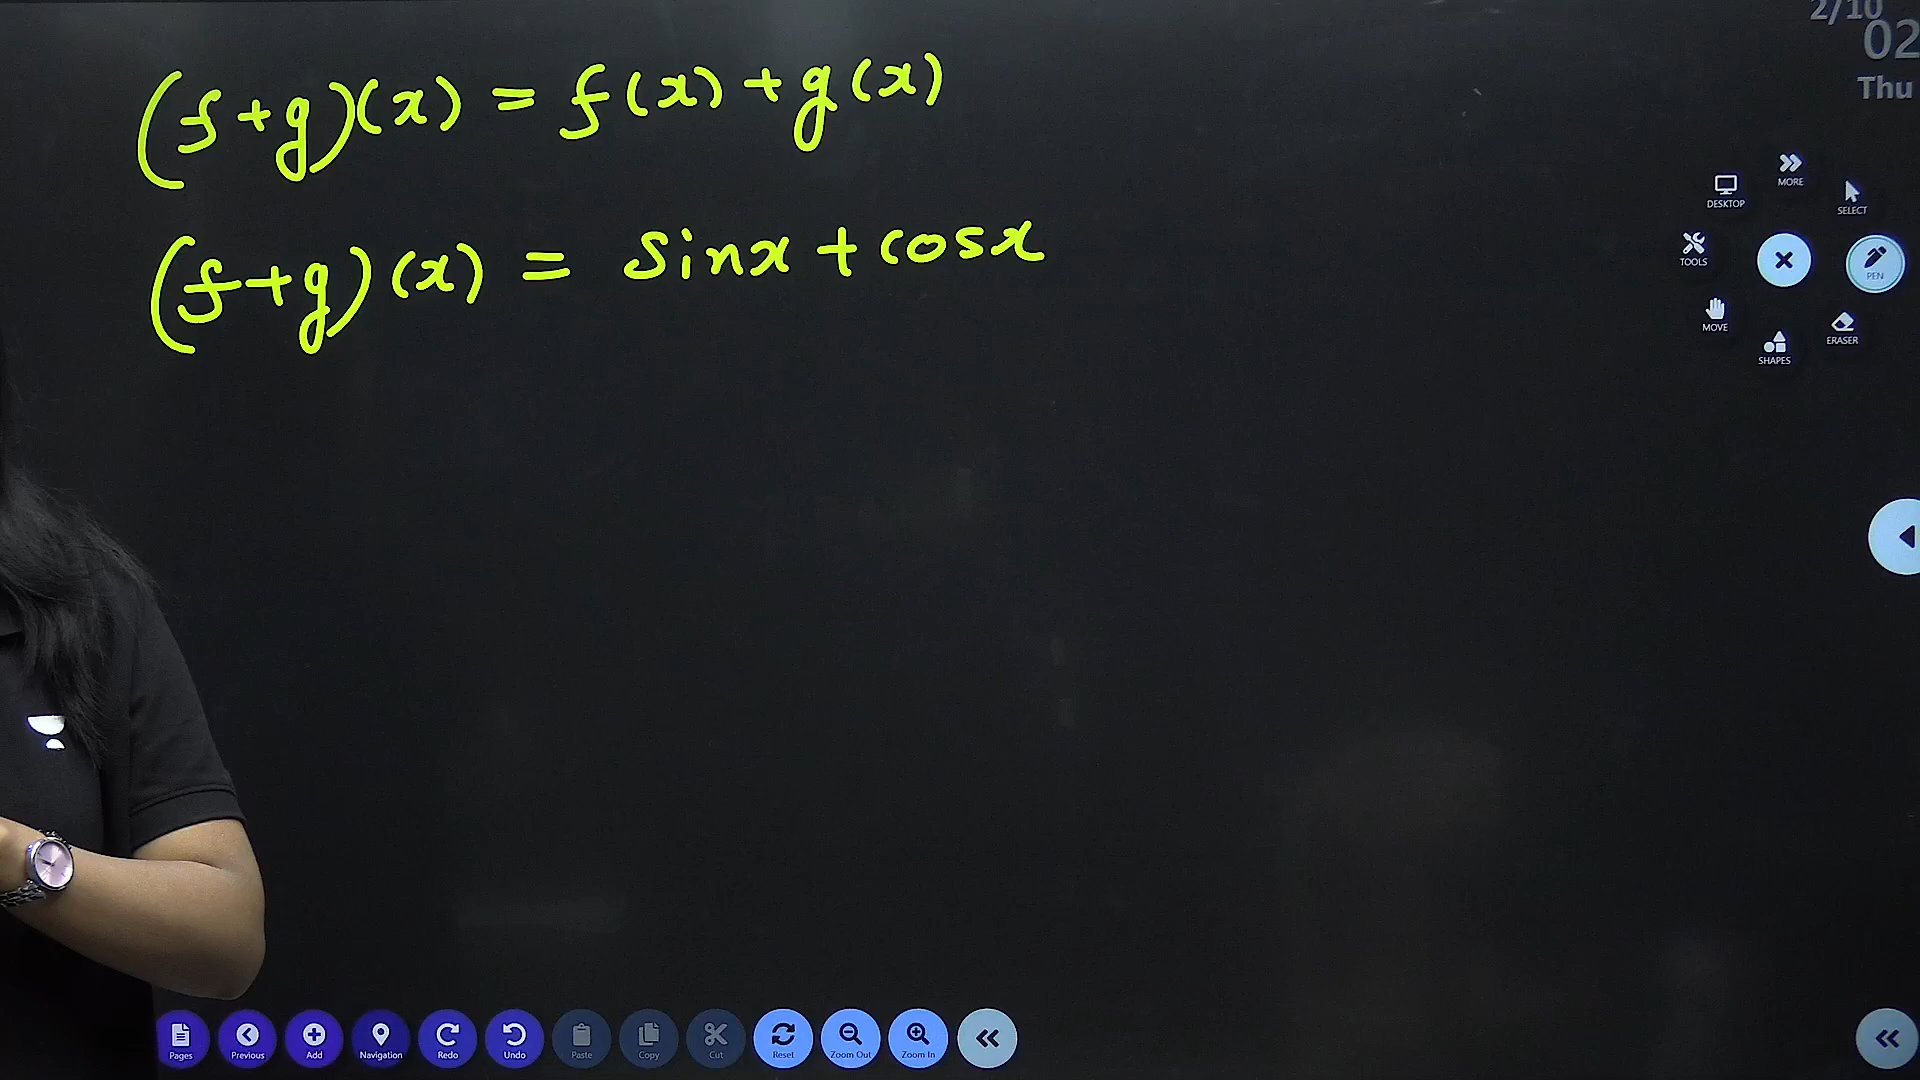 2/10
02
Thu
(f+g)(x) = f(x)+g(x)
(f+g)(x) = sinx+cosx
MORE
DESKTOP
SELECT
TOOLS
PEN
MOVE
ERASER
SHAPES
Pages Previous Add Navigation Redo Undo Paste Copy Cut Reset Zoom Out Zoom In